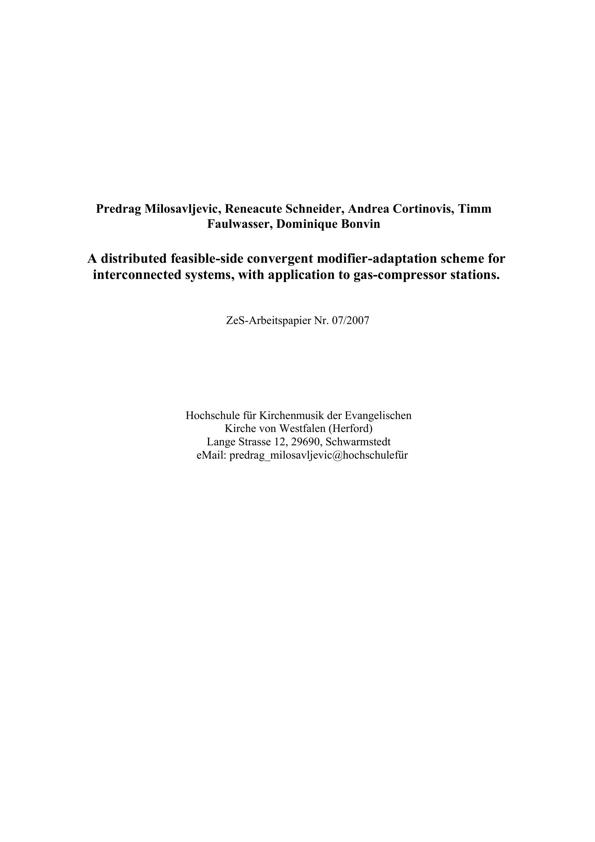 Predrag Milosavljevic, Reneacute Schneider, Andrea Cortinovis, Timm
Faulwasser, Dominique Bonvin
A distributed feasible-side convergent modifier-adaptation scheme for
interconnected systems, with application to gas-compressor stations.
ZeS-Arbeitspapier Nr. 07/2007
Hochschule für Kirchenmusik der Evangelischen
Kirche von Westfalen (Herford)
Lange Strasse 12, 29690, Schwarmstedt
eMail: predrag_milosavljevic@hochschulefür